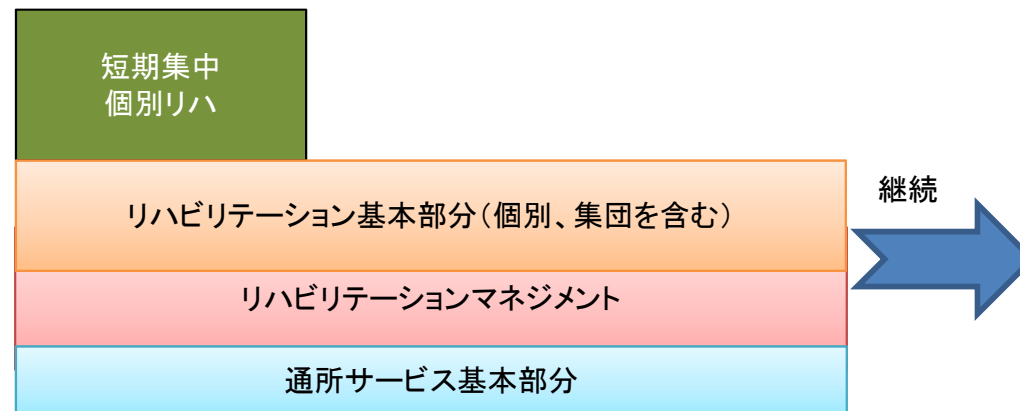 短期集中
個別リハ
リハビリテーション基本部分（個別、集団を含む）
継続
リハビリテーションマネジメント
通所サービス基本部分